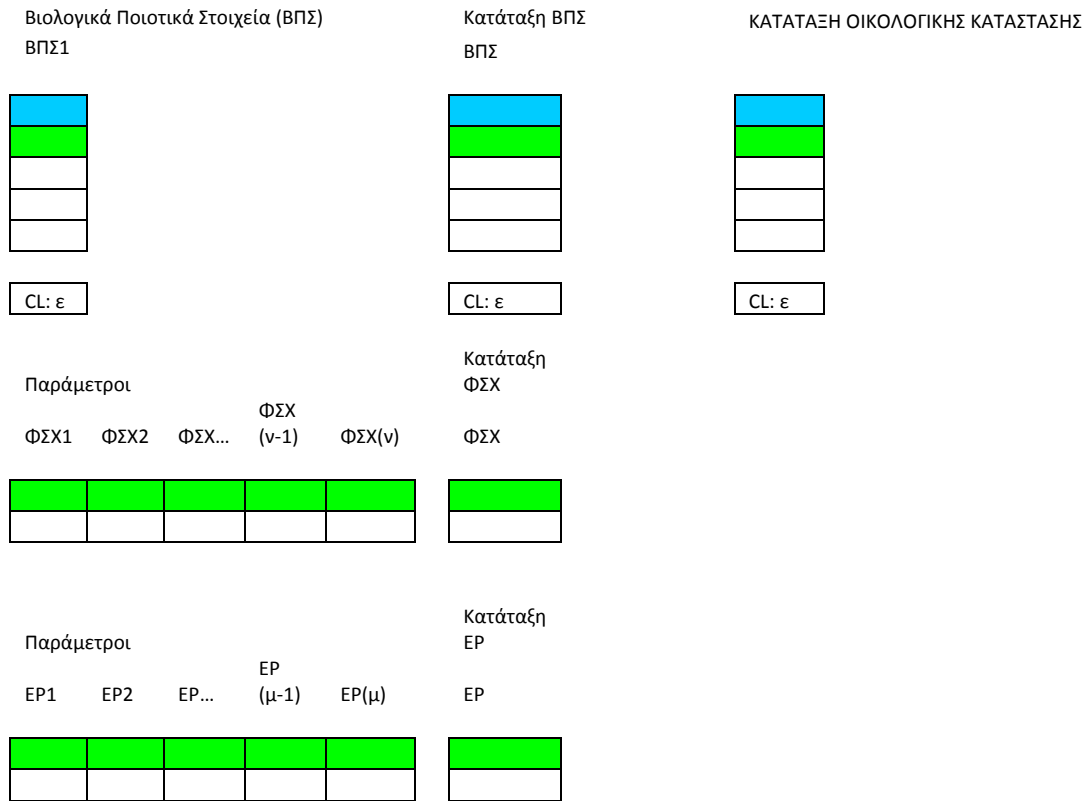 Βιολογικά Ποιοτικά Στοιχεία (ΒΠΣ)
Κατάταξη ΒΠΣ
ΚΑΤΑΤΑΞΗ ΟΙΚΟΛΟΓΙΚΗΣ ΚΑΤΑΣΤΑΣΗΣ
ΒΠΣ1
ΒΠΣ
CL: ε
CL: ε
CL: ε
Παράμετροι
Κατάταξη
ΦΣΧ
ΦΣΧ1 ΦΣΧ2 ΦΣΧ...
ΦΣΧ
(ν-1)
ΦΣΧ(ν)
ΦΣΧ
Παράμετροι
Κατάταξη
ΕΡ
ΕΡ1 ΕΡ2 ΕΡ...
ΕΡ
(μ-1)
ΕΡ(μ)
ΕΡ